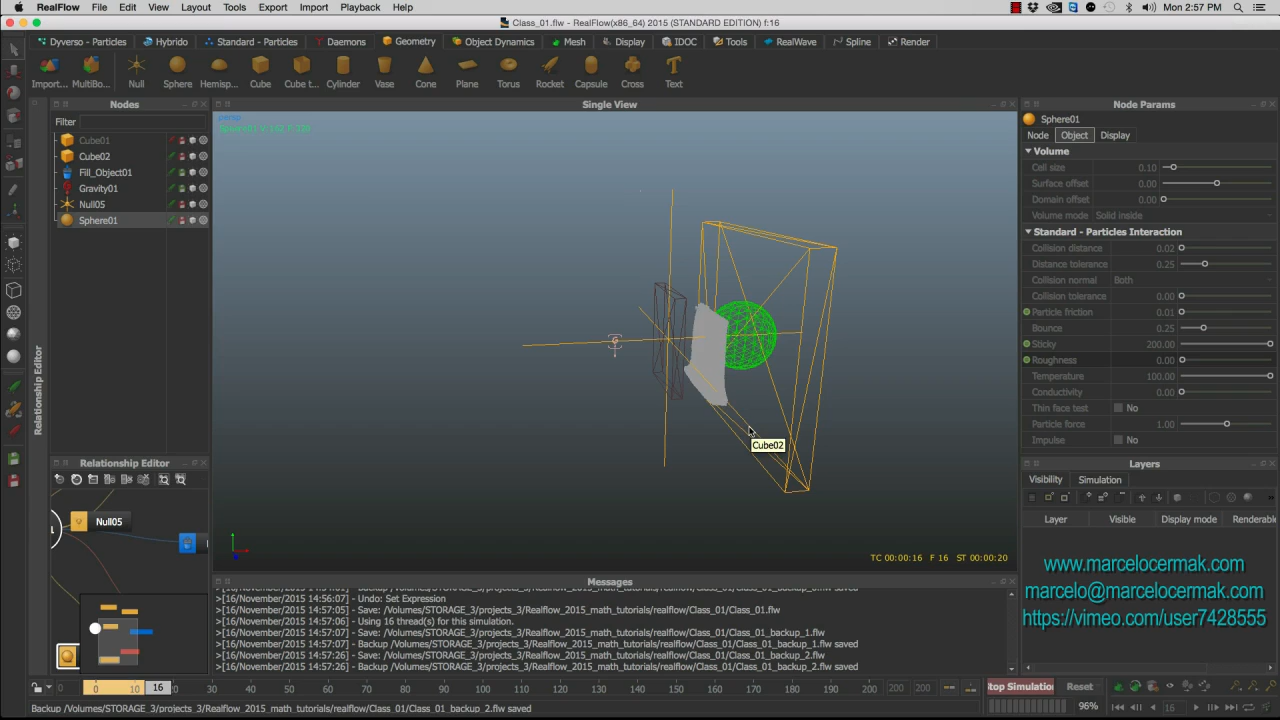 RealFlow File Edit View Layout Tools Export Import Playback Help Mon 2:57 PM
Class_01.flw - RealFlow(x86_64) 2015 (STANDARD EDITION) f:16
Dyverso - Particles Hybrido Standard - Particles Daemons Geometry Object Dynamics Mesh Display IDOC Tools RealWave Spline Render
Import... MultiBo... Null Sphere Hemisp... Cube Cube t... Cylinder Vase Cone Plane Torus Rocket Capsule Cross Text
Nodes Single View Node Params
persp
Filter
Sphere01
Node Object Display
Cube01
Cube02
Fill_Object01
Gravity01
Null05
Sphere01
Volume
Cell size 0.10
Surface offset 0.00
Domain offset 0.00
Volume mode Solid inside
Standard - Particles Interaction
Collision distance 0.02
Distance tolerance 0.25
Collision normal Both
Collision tolerance 0.00
Particle friction 0.01
Bounce 0.25
Sticky 200.00
Roughness 0.00
Temperature 100.00
Conductivity 0.00
Thin face test No
Particle force 1.00
Impulse No
Cube02
TC 00:00:16 F 16 ST 00:00:20
Relationship Editor
Relationship Editor
Null05
Layers
Visibility Simulation
Layer Visible Display mode Renderabl
www.marcelocermak.com
marcelo@marcelocermak.com
https://vimeo.com/user7428555
Messages
>[16/November/2015 14:56:07] - Undo: Set Expression
>[16/November/2015 14:57:05] - Save: /Volumes/STORAGE_3/projects_3/Realflow_2015_math_tutorials/realflow/Class_01/Class_01.flw
>[16/November/2015 14:57:06] - Using 16 thread(s) for this simulation.
>[16/November/2015 14:57:07] - Save: /Volumes/STORAGE_3/projects_3/Realflow_2015_math_tutorials/realflow/Class_01/Class_01_backup_1.flw
>[16/November/2015 14:57:07] - Backup /Volumes/STORAGE_3/projects_3/Realflow_2015_math_tutorials/realflow/Class_01/Class_01_backup_1.flw saved
>[16/November/2015 14:57:26] - Save: /Volumes/STORAGE_3/projects_3/Realflow_2015_math_tutorials/realflow/Class_01/Class_01_backup_2.flw
>[16/November/2015 14:57:26] - Backup /Volumes/STORAGE_3/projects_3/Realflow_2015_math_tutorials/realflow/Class_01/Class_01_backup_2.flw saved
0 0 16 20 30 40 50 60 70 80 90 100 110 120 130 140 150 160 170 180 190 200 200 200
top Simulation Reset
96% 16
Backup /Volumes/STORAGE_3/projects_3/Realflow_2015_math_tutorials/realflow/Class_01/Class_01_backup_2.flw saved